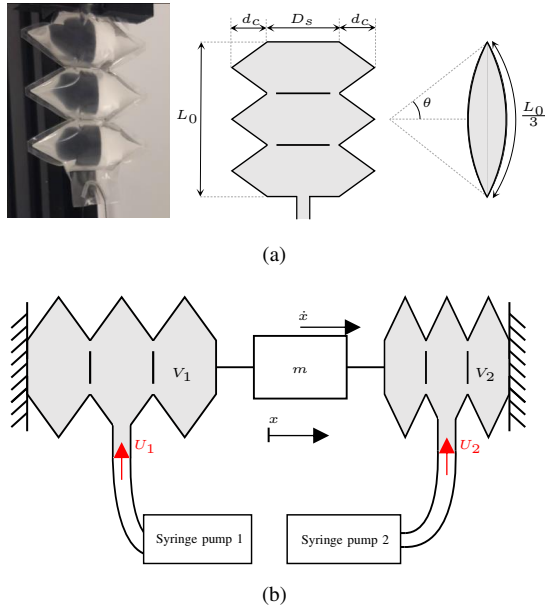 d_c D_s d_c
L_0
θ
L_0
3
(a)
ẋ
V_1
m
V_2
x
U_1
U_2
Syringe pump 1
Syringe pump 2
(b)